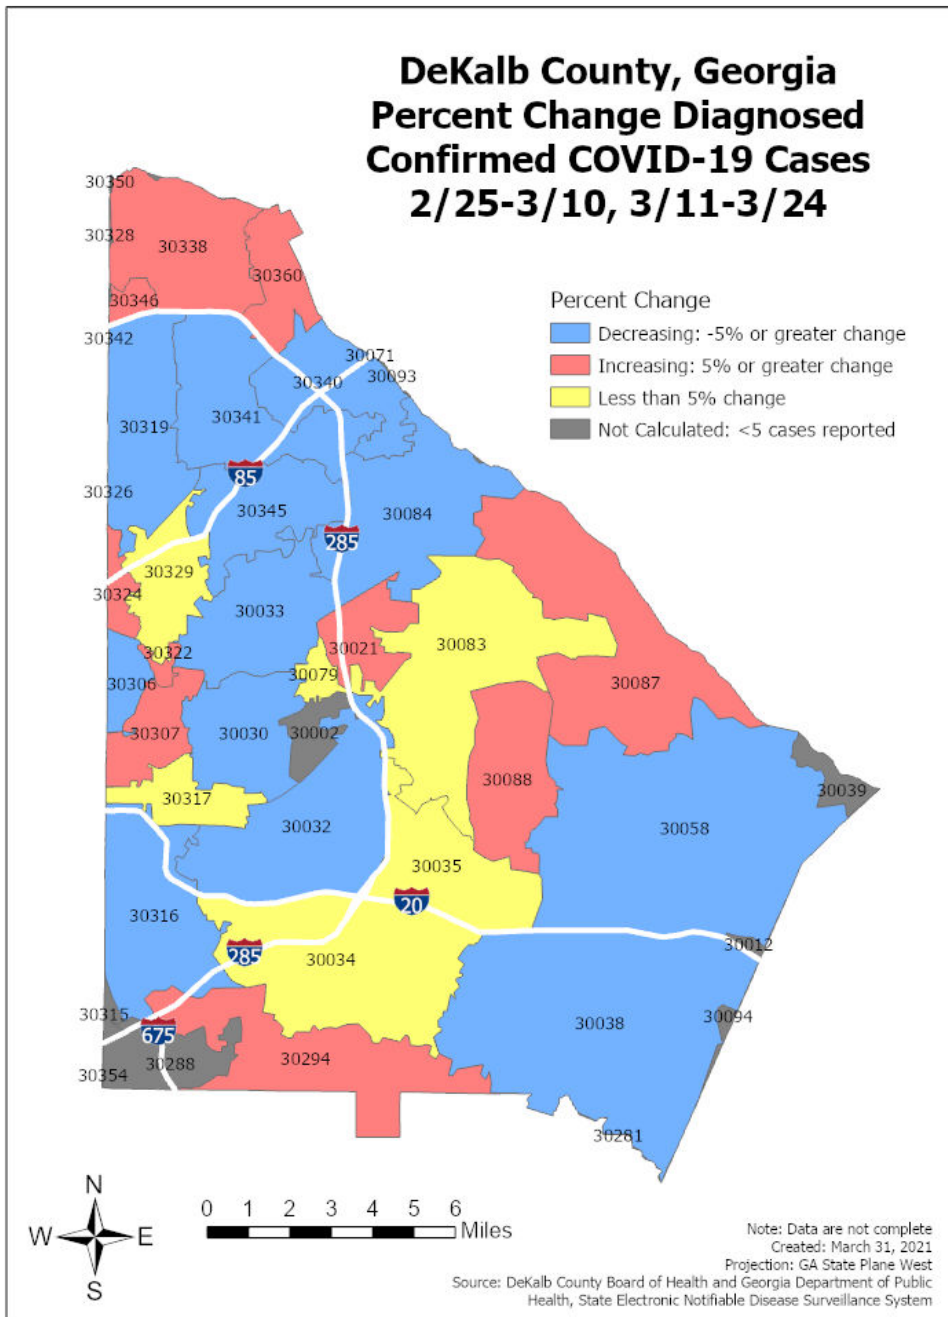 DeKalb County, Georgia
Percent Change Diagnosed
Confirmed COVID-19 Cases
2/25-3/10, 3/11-3/24
30350
30328
30338
30360
30346
30342
Percent Change
Decreasing: -5% or greater change
Increasing: 5% or greater change
Less than 5% change
Not Calculated: <5 cases reported
30071
30093
30340
30341
30319
85
30326
30345
30084
285
30329
30324
30033
30322
30021
30083
30079
30306
30087
30307
30030
30002
30088
30317
30039
30032
30058
30035
20
30316
30012
285
30034
30315
675
30038
30094
30294
30288
30354
30281
N
W
E
S
0 1 2 3 4 5 6
Miles
Note: Data are not complete
Created: March 31, 2021
Projection: GA State Plane West
Source: DeKalb County Board of Health and Georgia Department of Public
Health, State Electronic Notifiable Disease Surveillance System